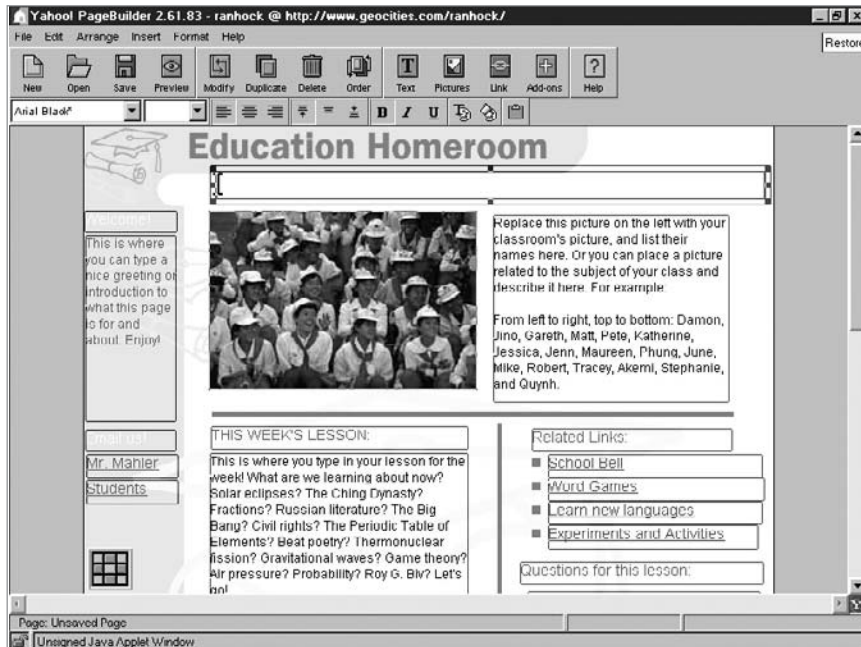 Yahoo! PageBuilder 2.61.83 - ranhock @ http://www.geocities.com/ranhock/
File Edit Arrange Insert Format Help
Restore
New Open Save Preview Modify Duplicate Delete Order Text Pictures Link Add-ons Help
Arial Black*
B I U
Education Homeroom
Welcome!
This is where
you can type a
nice greeting or
introduction to
what this page
is for and
about. Enjoy!
Replace this picture on the left with your
classroom's picture, and list their
names here. Or you can place a picture
related to the subject of your class and
describe it here. For example:
From left to right, top to bottom: Damon,
Jino, Gareth, Matt, Pete, Katherine,
Jessica, Jenn, Maureen, Phung, June,
Mike, Robert, Tracey, Akemi, Stephanie,
and Quynh.
Email us!
Mr. Mahler
Students
THIS WEEK'S LESSON:
This is where you type in your lesson for the
week! What are we learning about now?
Solar eclipses? The Ching Dynasty?
Fractions? Russian literature? The Big
Bang? Civil rights? The Periodic Table of
Elements? Beat poetry? Thermonuclear
fission? Gravitational waves? Game theory?
Air pressure? Probability? Roy G. Biv? Let's
go!
Related Links:
School Bell
Word Games
Learn new languages
Experiments and Activities
Questions for this lesson:
Page: Unsaved Page
Unsigned Java Applet Window